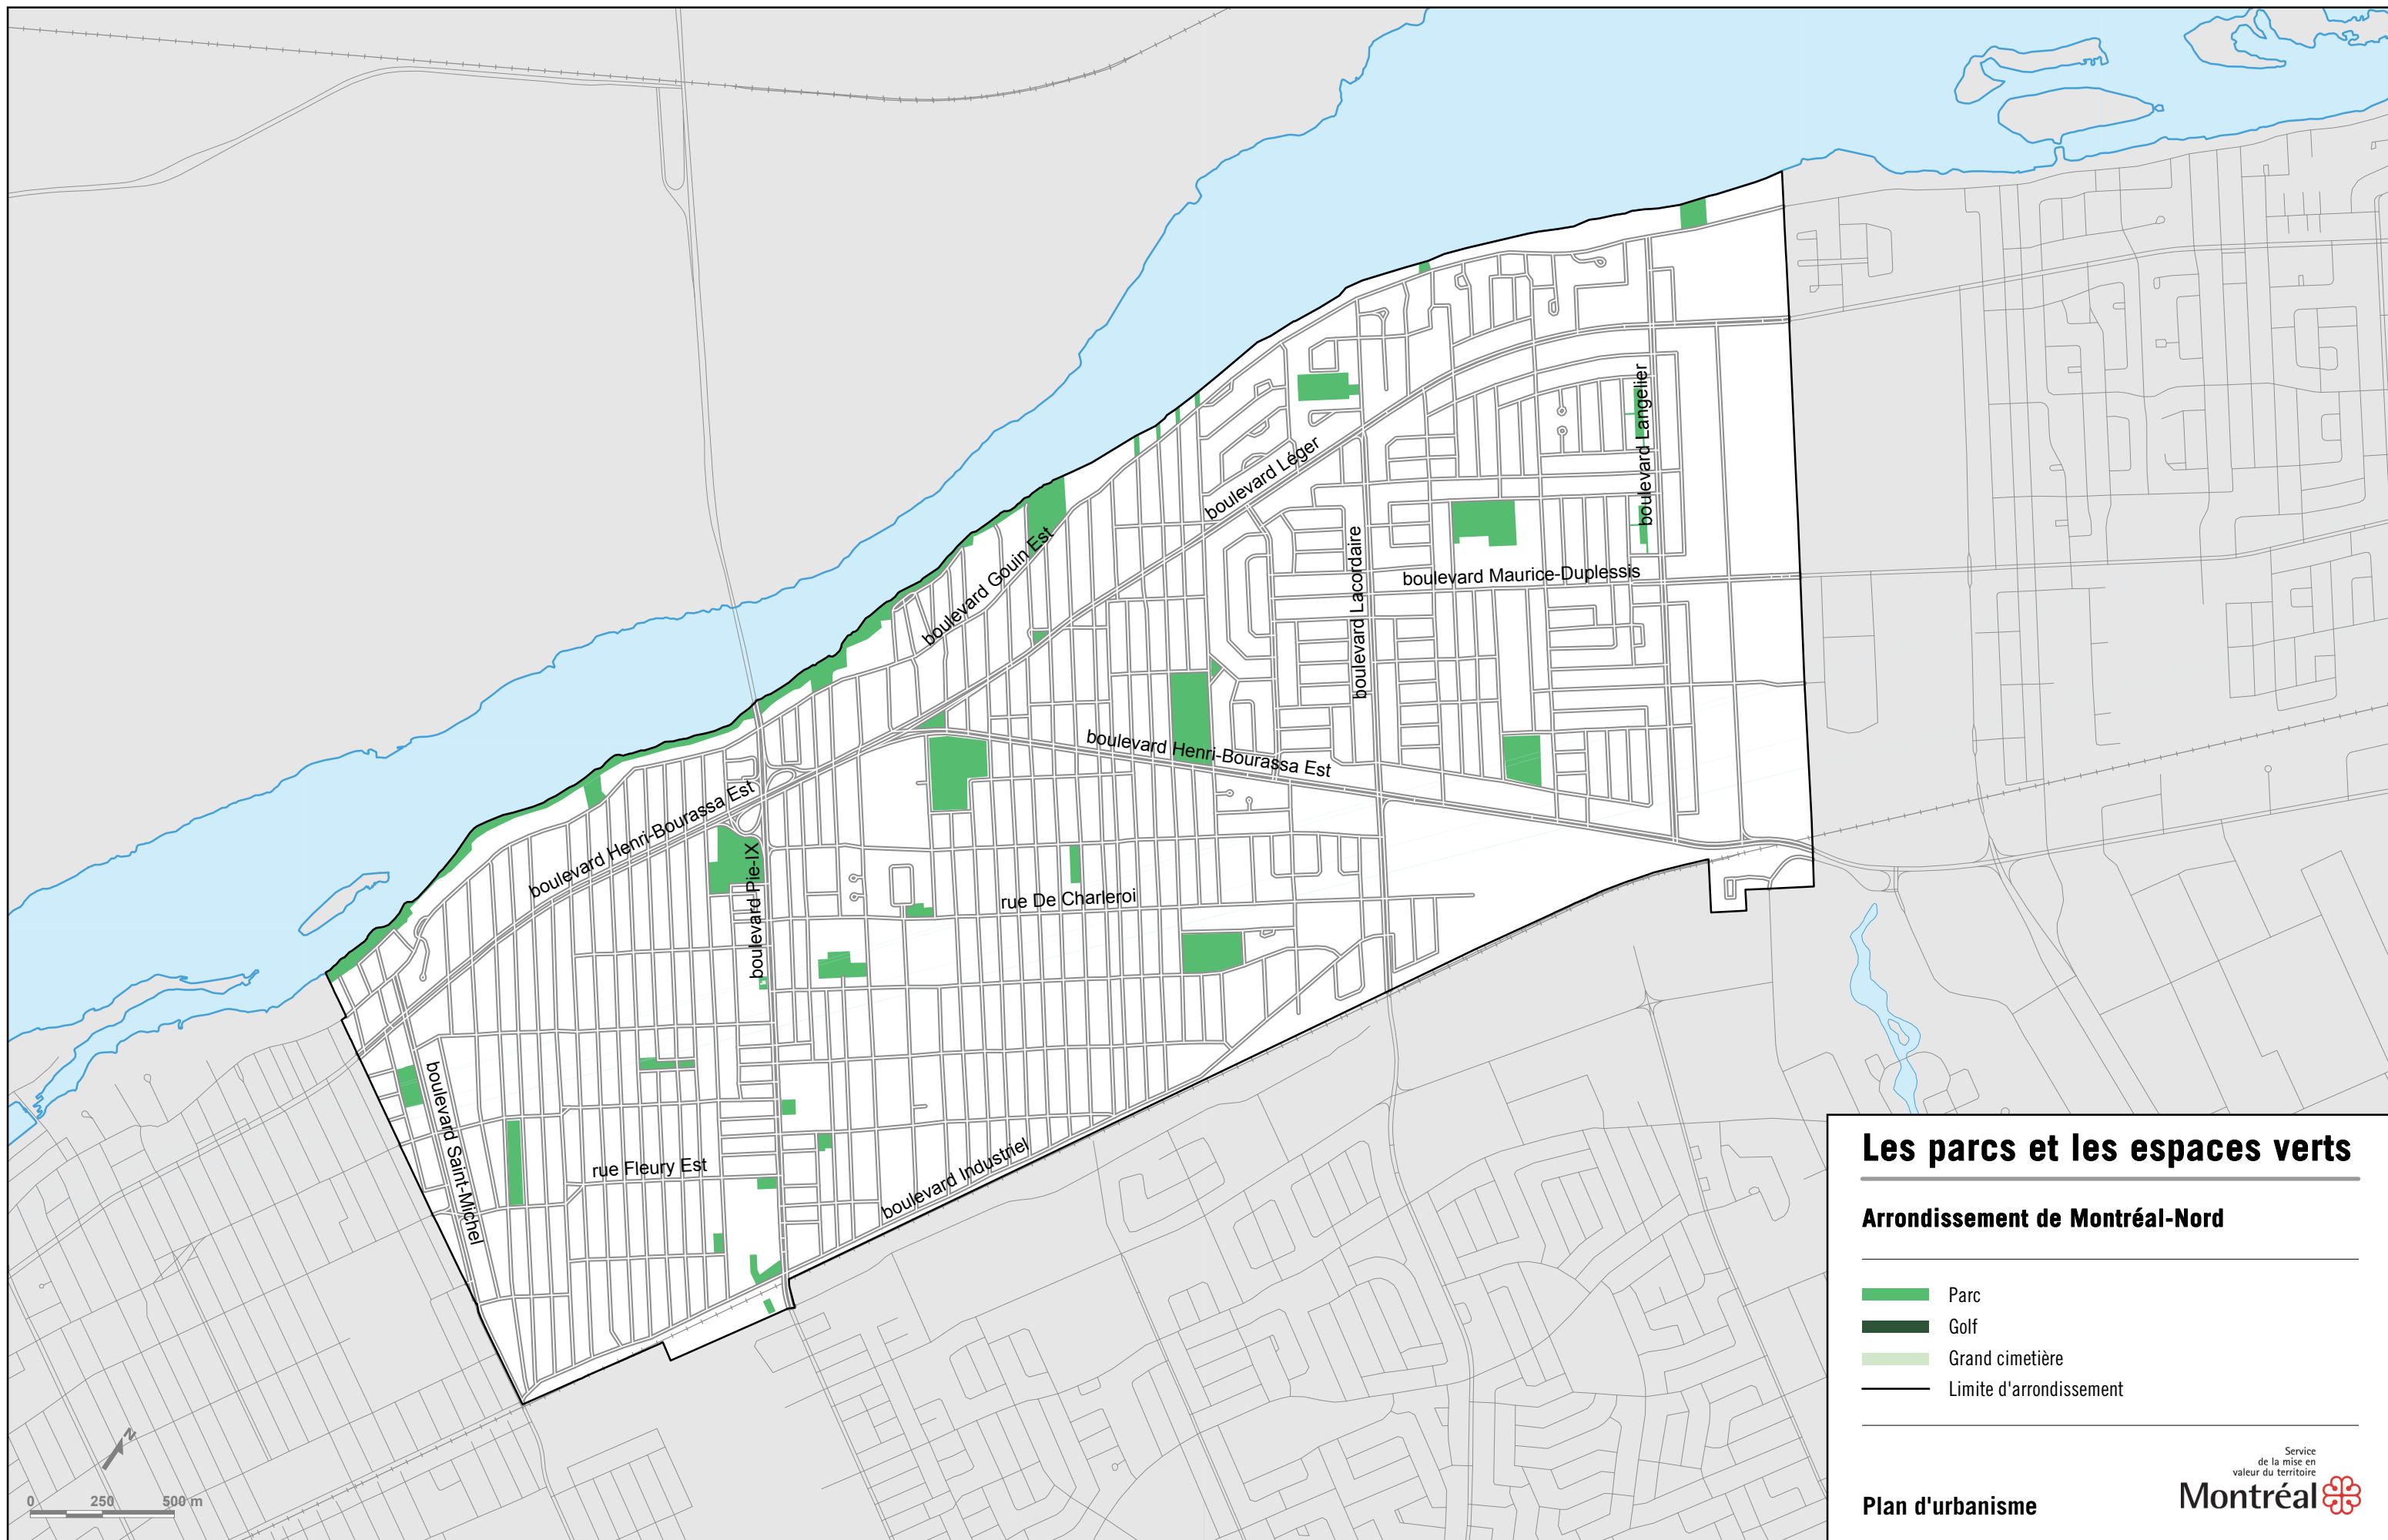 boulevard Langelier
boulevard Léger
boulevard Gouin Est
boulevard Lacordaire
boulevard Maurice-Duplessis
boulevard Henri-Bourassa Est
boulevard Henri-Bourassa Est
boulevard Pie-IX
rue De Charleroi
boulevard Saint-Michel
rue Fleury Est
boulevard Industriel
N
0 250 500 m
Les parcs et les espaces verts
Arrondissement de Montréal-Nord
Parc
Golf
Grand cimetière
Limite d'arrondissement
Service
de la mise en
valeur du territoire
Montréal
Plan d'urbanisme